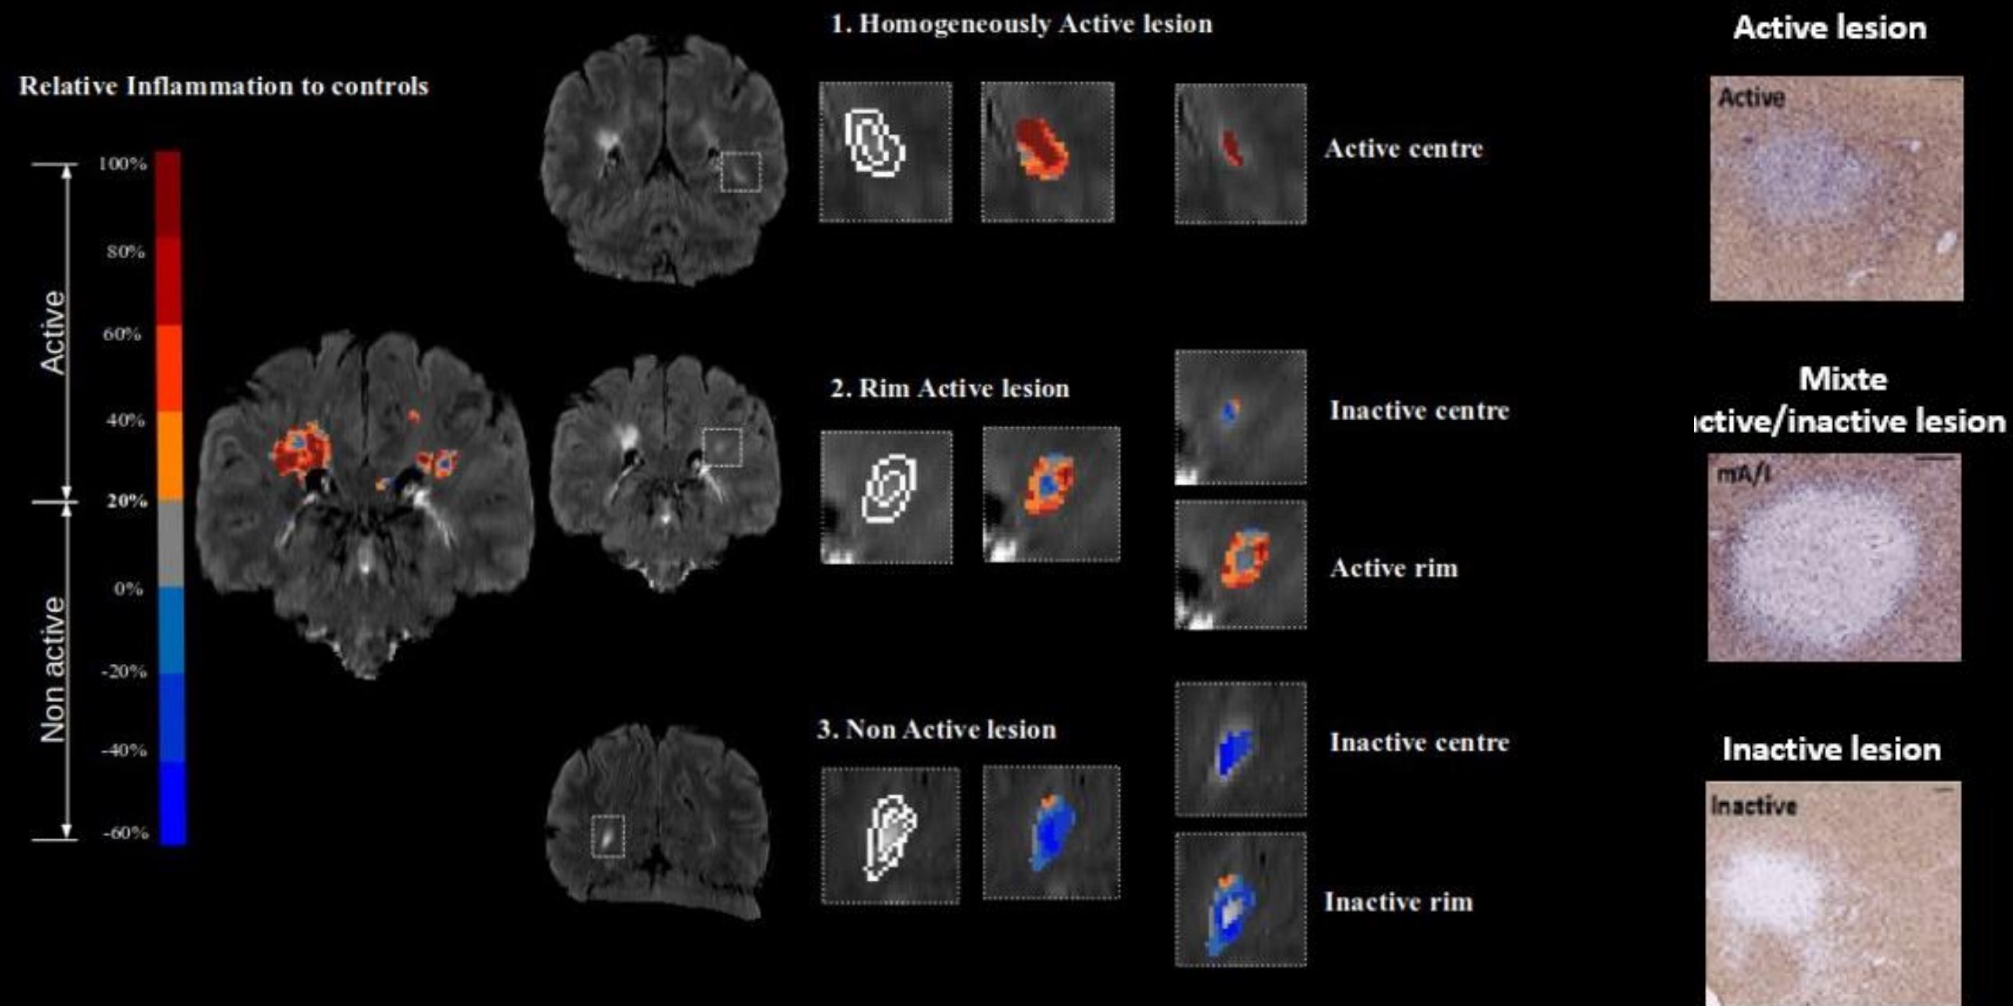 Relative Inflammation to controls
100%
80%
60%
40%
20%
0%
-20%
-40%
-60%
Active
Non active
1. Homogeneously Active lesion
Active centre
2. Rim Active lesion
Inactive centre
Active rim
3. Non Active lesion
Inactive centre
Inactive rim
Active lesion
Active
Mixte
ctive/inactive lesion
mA/I
Inactive lesion
Inactive